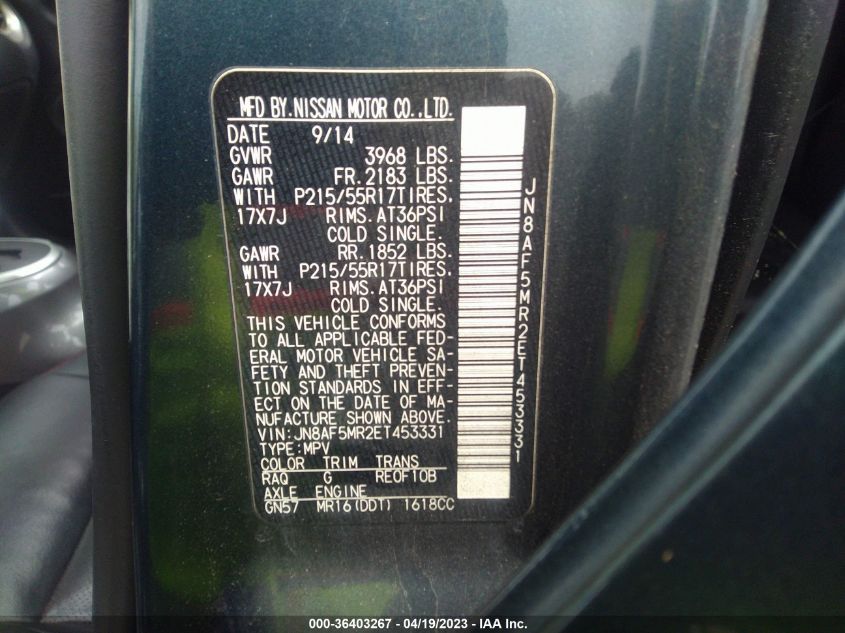 MFD BY.NISSAN MOTOR CO.,LTD.
DATE 9/14
GVWR 3968 LBS.
GAWR FR.2183 LBS.
WITH P215/55R17TIRES.
17X7J RIMS.AT36PSI
COLD SINGLE.
GAWR RR.1852 LBS.
WITH P215/55R17TIRES.
17X7J RIMS.AT36PSI
COLD SINGLE.
THIS VEHICLE CONFORMS
TO ALL APPLICABLE FED-
ERAL MOTOR VEHICLE SA-
FETY AND THEFT PREVEN-
TION STANDARDS IN EFF-
ECT ON THE DATE OF MA-
NUFACTURE SHOWN ABOVE.
VIN:JN8AF5MR2ET453331
TYPE:MPV
COLOR TRIM TRANS
RAQ G RE0F10B
AXLE ENGINE
GN57 MR16(DDT) 1618CC
JN8AF5MR2ET453331
000-36403267 - 04/19/2023 - IAA Inc.